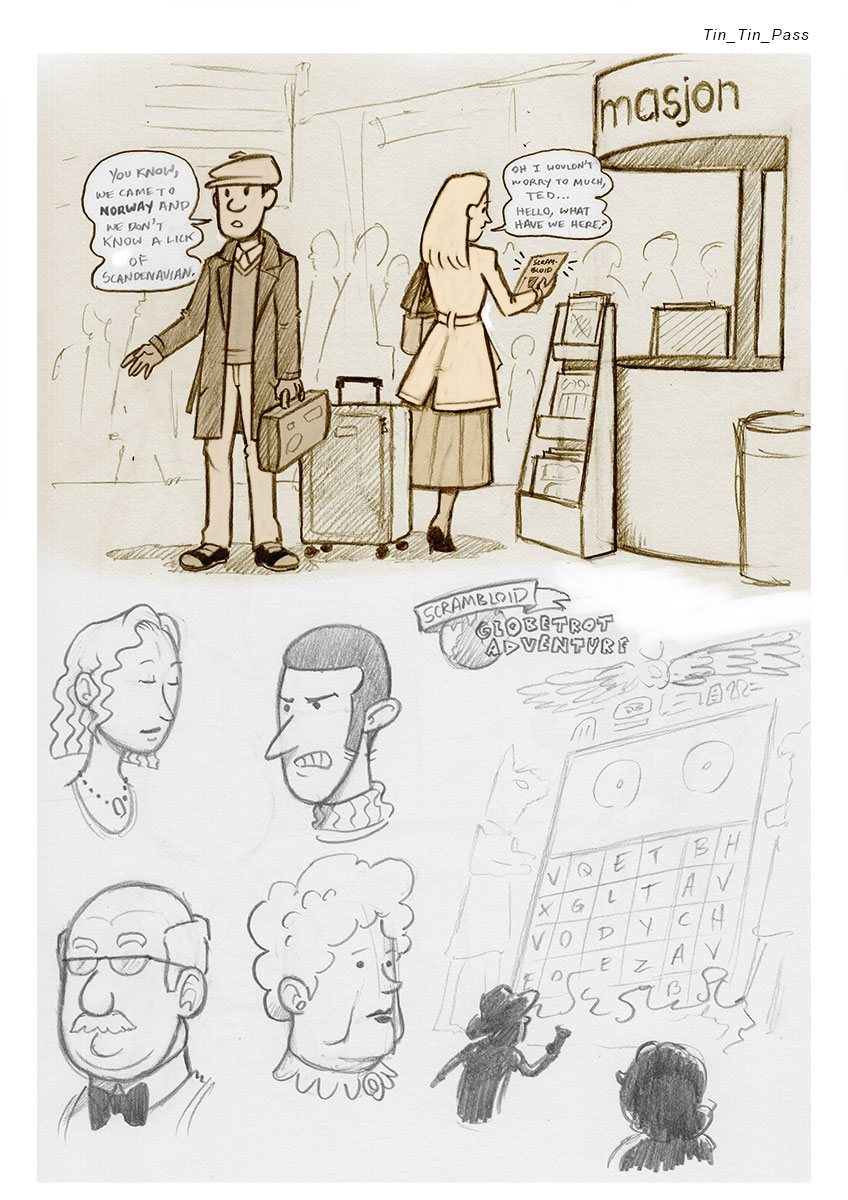 Tin_Tin_Pass
masjon
YOU KNOW,
WE CAME TO
NORWAY AND
WE DON'T
KNOW A LICK
OF
SCANDENAVIAN.
OH I WOULDN'T
WORRY TO MUCH,
TED...
HELLO, WHAT
HAVE WE HERE?
SCRAM-
BLOID
SCRAMBLOID
GLOBETROT
ADVENTURE
V Q E T B H
X G L T A V
V O D Y C H
E O E Z A V
B